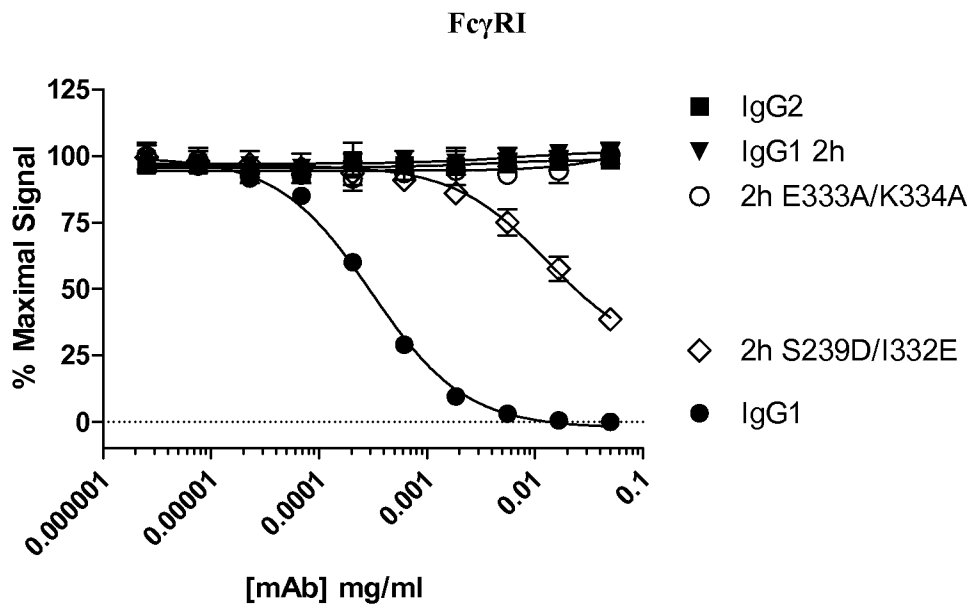 FcγRI
125
100
75
50
25
0
% Maximal Signal
0.0000001
0.00001
0.0001
0.001
0.01
0.1
[mAb] mg/ml
IgG2
IgG1 2h
2h E333A/K334A
2h S239D/I332E
IgG1